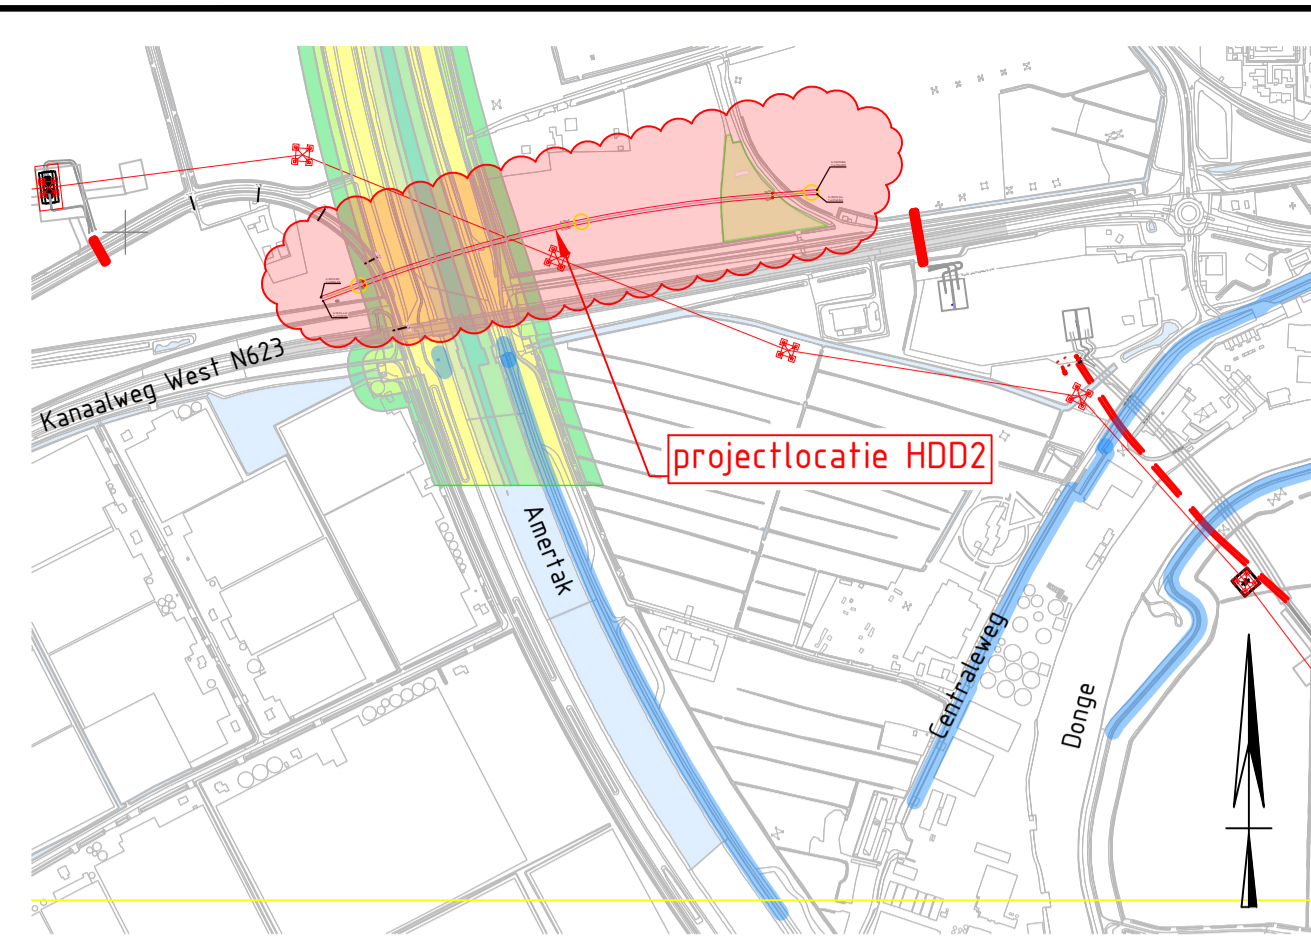 Kanaalweg West N623
projectlocatie HDD2
Amertak
Centraleweg
Donge